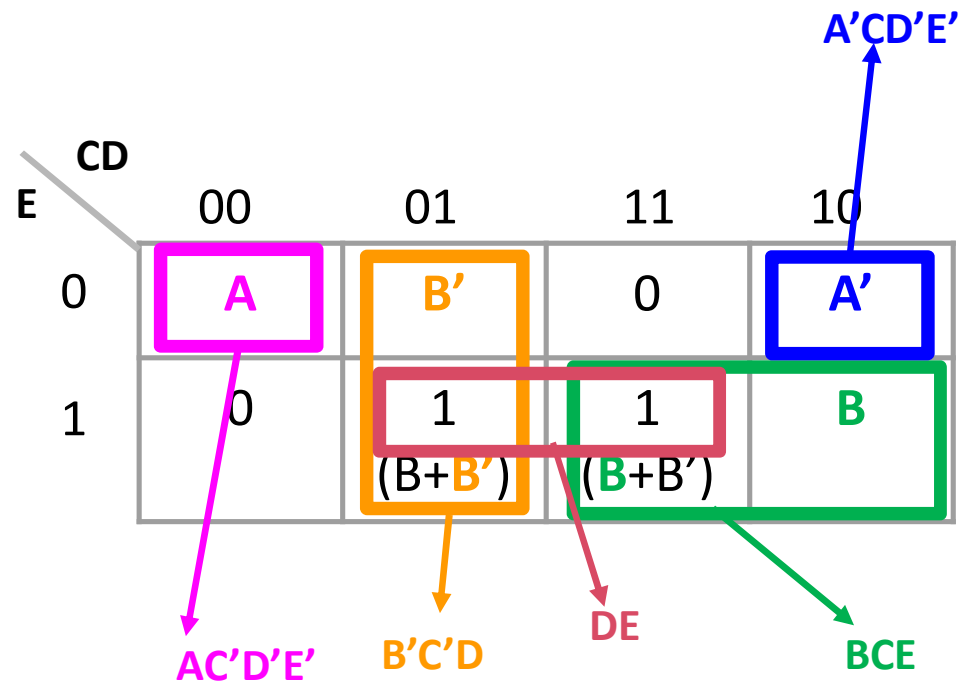 A’CD’E’
CD
E
00 01 11 10
0 A B’ 0 A’
1 0 1 1 B
(B+B’) (B+B’)
AC’D’E’ B’C’D DE BCE